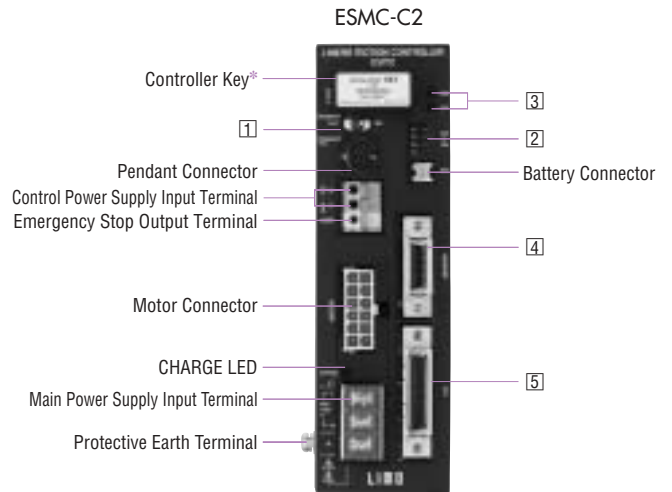 ESMC-C2
Controller Key*
3
1
2
Pendant Connector
Battery Connector
Control Power Supply Input Terminal
Emergency Stop Output Terminal
4
Motor Connector
CHARGE LED
5
Main Power Supply Input Terminal
Protective Earth Terminal